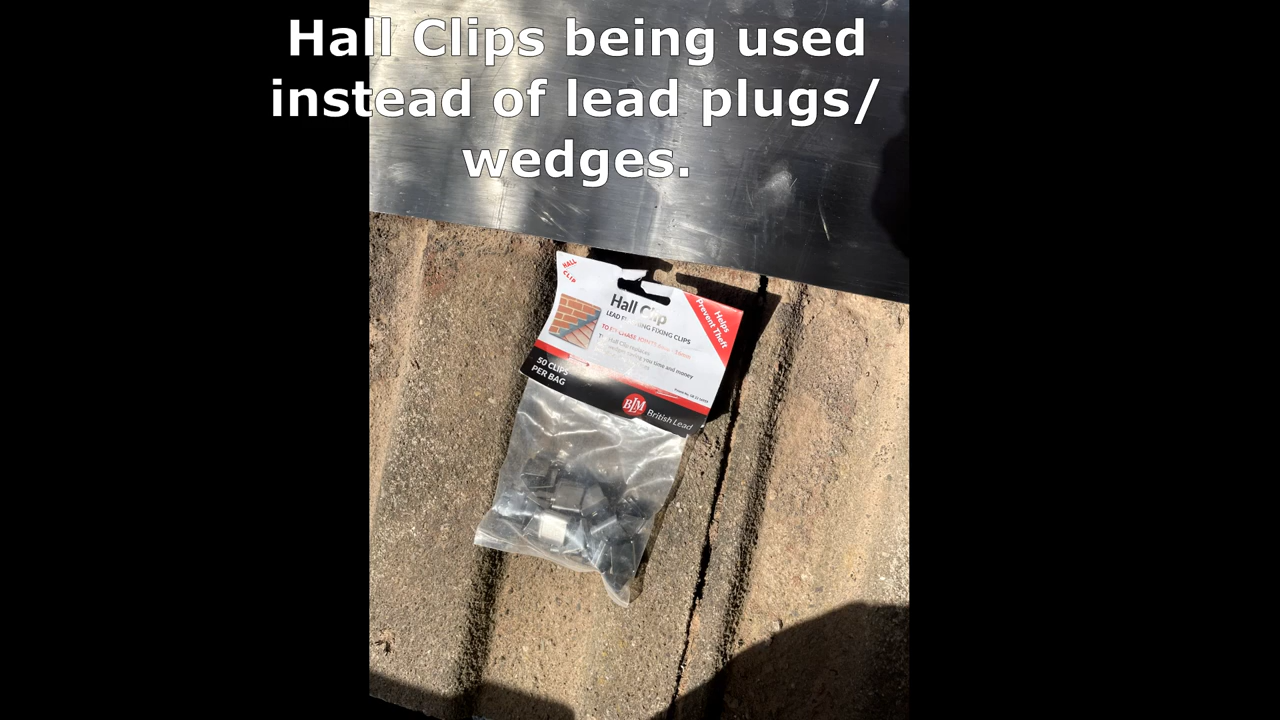 Hall Clips being used
instead of lead plugs/
wedges.
HALL
CLIP
Hall Clip
LEAD FLASHING FIXING CLIPS
Helps
Prevent Theft
50 CLIPS
PER BAG
BLM
British Lead